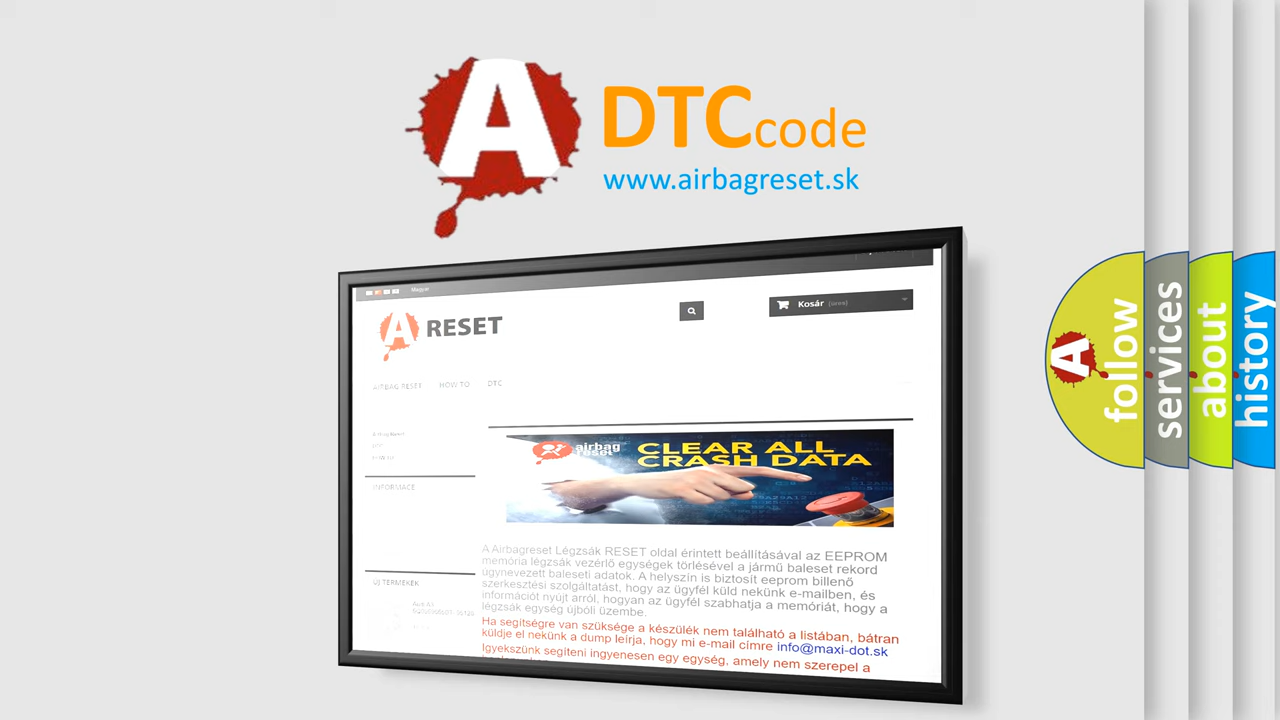 A
DTCcode
www.airbagreset.sk
Magyar
A RESET
Kosár (üres)
AIRBAG RESET HOW TO DTC
INFORMACE
airbag
reset
CLEAR ALL
CRASH DATA
A Airbagreset Légzsák RESET oldal érintett beállításával az EEPROM
memória légzsák vezérlő egységek törlésével a jármű baleset rekord
úgynevezett baleseti adatok. A helyszín is biztosít eeprom billenő
szerkesztési szolgáltatást, hogy az ügyfél küld nekünk e-mailben, és
információt nyújt arról, hogyan az ügyfél szabhatja a memóriát, hogy a
légzsák egység újbóli üzembe.
Ha segítségre van szüksége a készülék nem található a listában, bátran
küldje el nekünk a dump leírja, hogy mi e-mail címre info@maxi-dot.sk
Igyekszünk segíteni ingyenesen egy egység, amely nem szerepel a
ÚJ TERMÉKEK
A follow
services
about
history